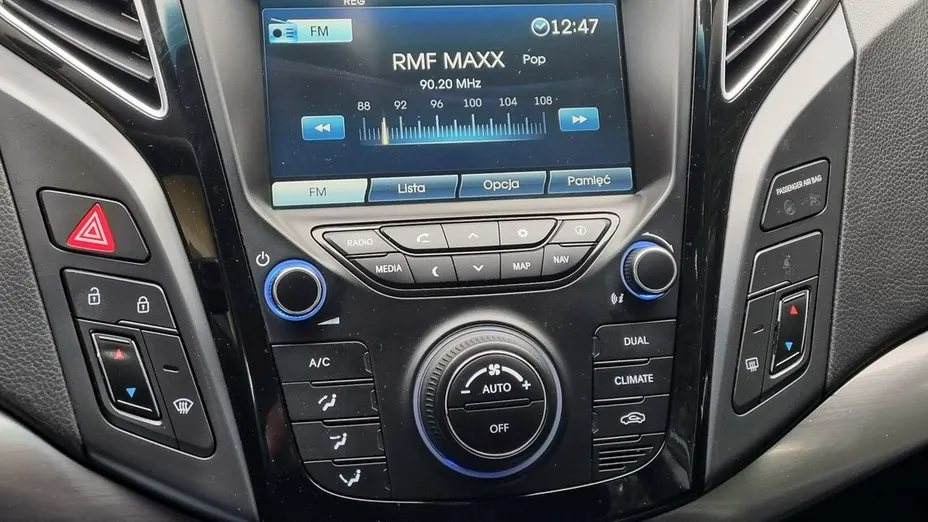 REG
FM
12:47
RMF MAXX Pop
90.20 MHz
88 92 96 100 104 108
FM Lista Opcja Pamięć
RADIO
MEDIA
MAP
NAV
PASSENGER AIR BAG
A/C
AUTO
OFF
DUAL
CLIMATE